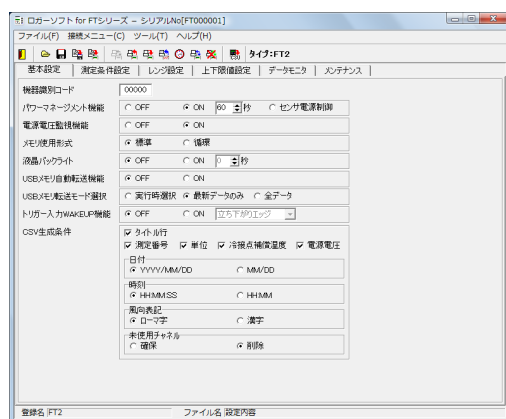 ロガーソフト for FTシリーズ － シリアルNo[FT000001]
ファイル(F) 接続メニュー(C) ツール(T) ヘルプ(H)
タイプ:FT2
基本設定 測定条件設定 レンジ設定 上下限値設定 データモニタ メンテナンス
機器識別コード 00000
パワーマネージメント機能 OFF ON 60 秒 センサ電源制御
電源電圧監視機能 OFF ON
メモリ使用形式 標準 循環
液晶バックライト OFF ON 0 秒
USBメモリ自動転送機能 OFF ON
USBメモリ転送モード選択 実行時選択 最新データのみ 全データ
トリガー入力WAKEUP機能 OFF ON 立ち下がりエッジ
CSV生成条件 タイトル行
測定番号 単位 冷接点補償温度 電源電圧
日付
YYYY/MM/DD MM/DD
時刻
HH:MM:SS HH:MM
風向表記
ローマ字 漢字
未使用チャネル
確保 削除
登録名 FT2 ファイル名 設定内容